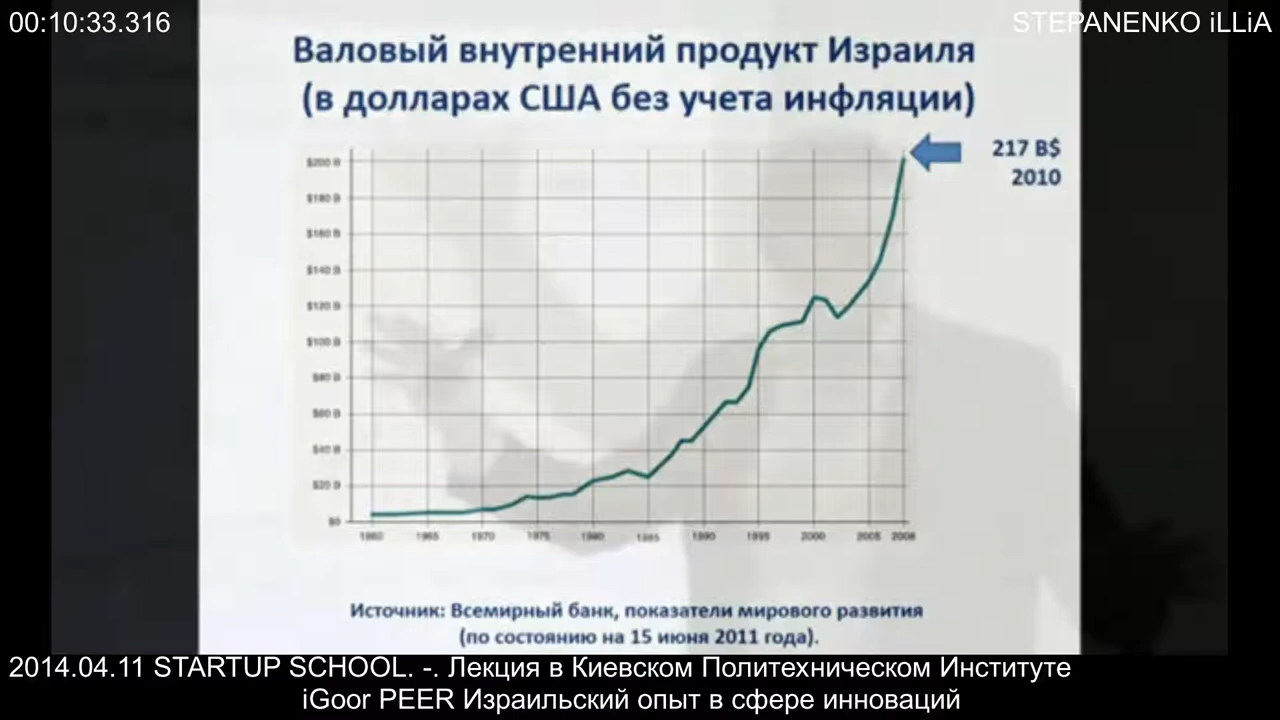 00:10:33.316
STEPANENKO iLLiA
Валовый внутренний продукт Израиля
(в долларах США без учета инфляции)
217 B$
2010
$200 B
$180 B
$160 B
$140 B
$120 B
$100 B
$80 B
$60 B
$40 B
$20 B
$0
1960 1965 1970 1975 1980 1985 1990 1995 2000 2005 2008
Источник: Всемирный банк, показатели мирового развития
(по состоянию на 15 июня 2011 года).
2014.04.11 STARTUP SCHOOL. -. Лекция в Киевском Политехническом Институте
iGoor PEER Израильский опыт в сфере инноваций